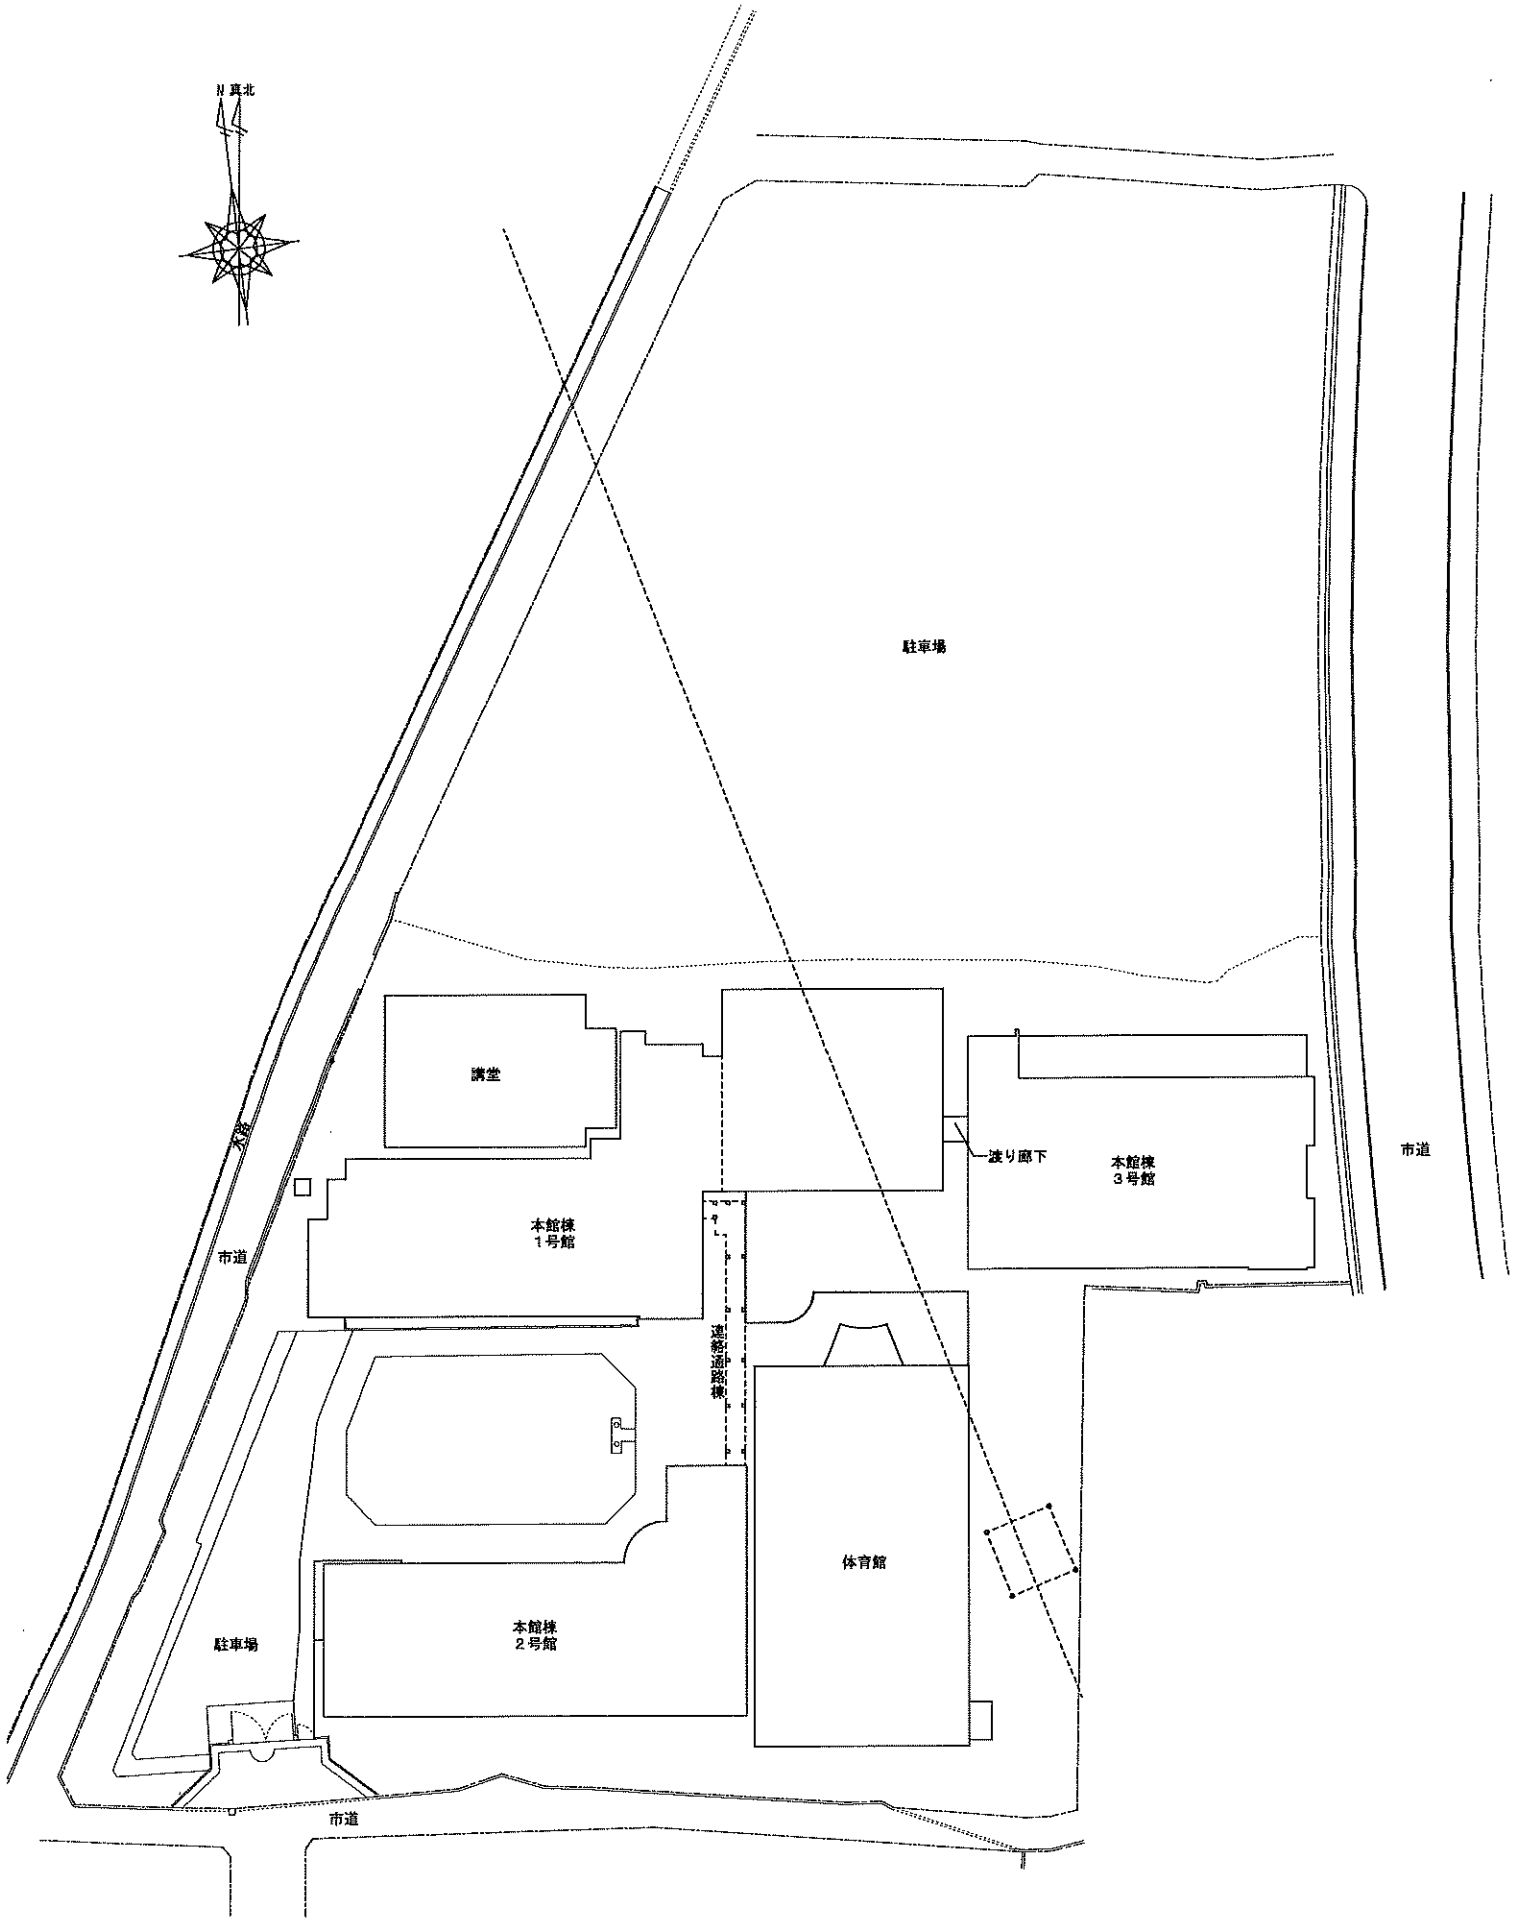 N 真北
駐車場
講堂
水路
渡り廊下
本館棟
3号館
市道
本館棟
1号館
市道
連絡通路棟
体育館
本館棟
2号館
駐車場
市道